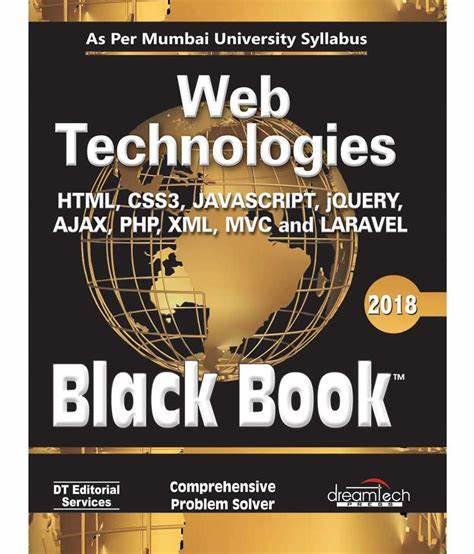 As Per Mumbai University Syllabus
Web
Technologies
HTML, CSS3, JAVASCRIPT, jQUERY,
AJAX, PHP, XML, MVC and LARAVEL
2018
Black Book™
DT Editorial
Services
Comprehensive
Problem Solver
dreamtech
PRESS